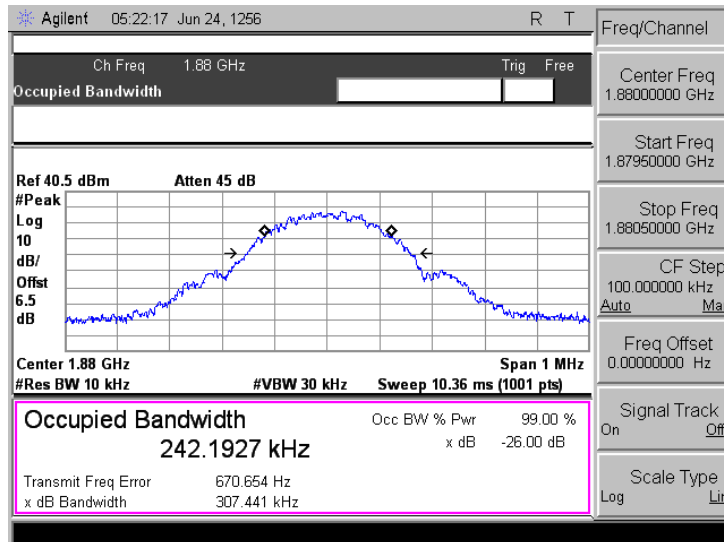 Agilent 05:22:17 Jun 24, 1256 R T
Ch Freq 1.88 GHz Trig Free
Occupied Bandwidth
Ref 40.5 dBm Atten 45 dB
#Peak
Log
10
dB/
Offst
6.5
dB
Center 1.88 GHz Span 1 MHz
#Res BW 10 kHz #VBW 30 kHz Sweep 10.36 ms (1001 pts)
Occupied Bandwidth Occ BW % Pwr 99.00 %
242.1927 kHz x dB -26.00 dB
Transmit Freq Error 670.654 Hz
x dB Bandwidth 307.441 kHz
Freq/Channel
Center Freq
1.88000000 GHz
Start Freq
1.87950000 GHz
Stop Freq
1.88050000 GHz
CF Step
100.000000 kHz
Auto Ma
Freq Offset
0.00000000 Hz
Signal Track
On Off
Scale Type
Log Lin